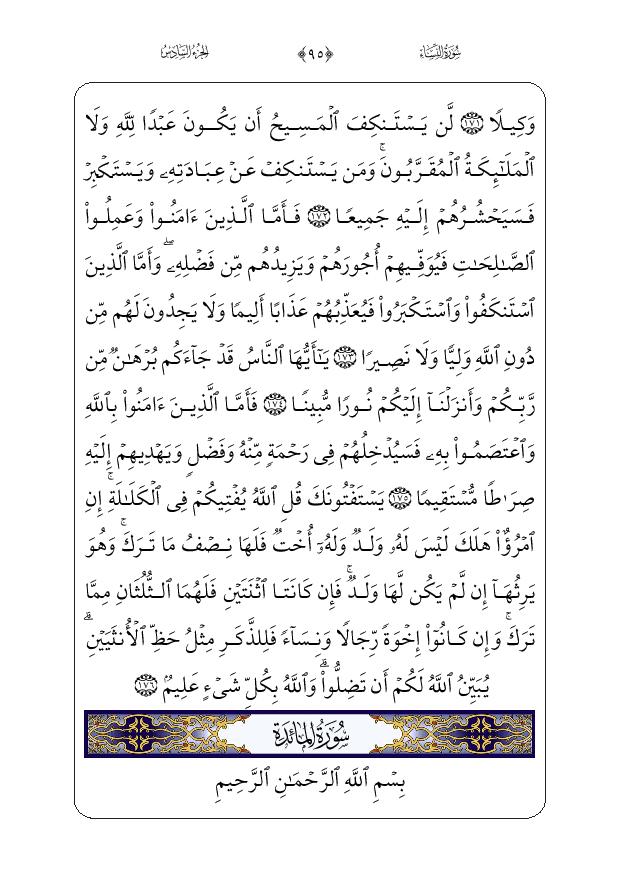 سُورَةُ النِّسَاءِ ﴿٩٥﴾ الجُزءُ السَّادِسُ
وَكِيلًا ١٧١ لَّن يَسۡتَنكِفَ ٱلۡمَسِيحُ أَن يَكُونَ عَبۡدًا لِّلَّهِ وَلَا
ٱلۡمَلَٰٓئِكَةُ ٱلۡمُقَرَّبُونَۚ وَمَن يَسۡتَنكِفۡ عَنۡ عِبَادَتِهِۦ وَيَسۡتَكۡبِرۡ
فَسَيَحۡشُرُهُمۡ إِلَيۡهِ جَمِيعٗا ١٧٢ فَأَمَّا ٱلَّذِينَ ءَامَنُواْ وَعَمِلُواْ
ٱلصَّٰلِحَٰتِ فَيُوَفِّيهِمۡ أُجُورَهُمۡ وَيَزِيدُهُم مِّن فَضۡلِهِۦۖ وَأَمَّا ٱلَّذِينَ
ٱسۡتَنكَفُواْ وَٱسۡتَكۡبَرُواْ فَيُعَذِّبُهُمۡ عَذَابًا أَلِيمٗا وَلَا يَجِدُونَ لَهُم مِّن
دُونِ ٱللَّهِ وَلِيّٗا وَلَا نَصِيرٗا ١٧٣ يَٰٓأَيُّهَا ٱلنَّاسُ قَدۡ جَآءَكُم بُرۡهَٰنٞ مِّن
رَّبِّكُمۡ وَأَنزَلۡنَآ إِلَيۡكُمۡ نُورٗا مُّبِينٗا ١٧٤ فَأَمَّا ٱلَّذِينَ ءَامَنُواْ بِٱللَّهِ
وَٱعۡتَصَمُواْ بِهِۦ فَسَيُدۡخِلُهُمۡ فِي رَحۡمَةٖ مِّنۡهُ وَفَضۡلٖ وَيَهۡدِيهِمۡ إِلَيۡهِ
صِرَٰطٗا مُّسۡتَقِيمٗا ١٧٥ يَسۡتَفۡتُونَكَ قُلِ ٱللَّهُ يُفۡتِيكُمۡ فِي ٱلۡكَلَٰلَةِۚ إِنِ
ٱمۡرُؤٌاْ هَلَكَ لَيۡسَ لَهُۥ وَلَدٞ وَلَهُۥٓ أُخۡتٞ فَلَهَا نِصۡفُ مَا تَرَكَۚ وَهُوَ
يَرِثُهَآ إِن لَّمۡ يَكُن لَّهَا وَلَدٞۚ فَإِن كَانَتَا ٱثۡنَتَيۡنِ فَلَهُمَا ٱلثُّلُثَانِ مِمَّا
تَرَكَۚ وَإِن كَانُوٓاْ إِخۡوَةٗ رِّجَالٗا وَنِسَآءٗ فَلِلذَّكَرِ مِثۡلُ حَظِّ ٱلۡأُنثَيَيۡنِۗ
يُبَيِّنُ ٱللَّهُ لَكُمۡ أَن تَضِلُّواْۗ وَٱللَّهُ بِكُلِّ شَيۡءٍ عَلِيمُۢ ١٧٦
سُورَةُ المَائدَةِ
بِسۡمِ ٱللَّهِ ٱلرَّحۡمَٰنِ ٱلرَّحِيمِ